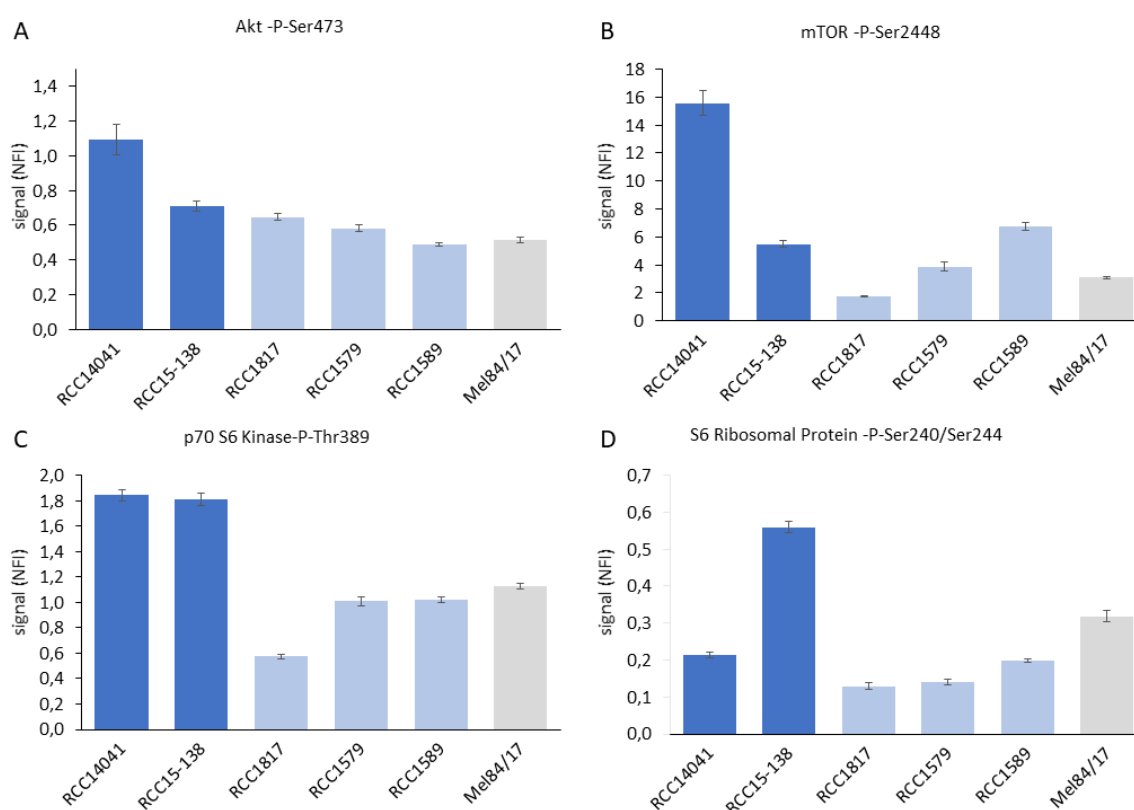 A
Akt -P-Ser473
signal (NFI)
1,4
1,2
1,0
0,8
0,6
0,4
0,2
0,0
RCC14041
RCC15-138
RCC1817
RCC1579
RCC1589
Mel84/17
B
mTOR -P-Ser2448
signal (NFI)
18
16
14
12
10
8
6
4
2
0
RCC14041
RCC15-138
RCC1817
RCC1579
RCC1589
Mel84/17
C
p70 S6 Kinase-P-Thr389
signal (NFI)
2,0
1,8
1,6
1,4
1,2
1,0
0,8
0,6
0,4
0,2
0,0
RCC14041
RCC15-138
RCC1817
RCC1579
RCC1589
Mel84/17
D
S6 Ribosomal Protein -P-Ser240/Ser244
signal (NFI)
0,7
0,6
0,5
0,4
0,3
0,2
0,1
0,0
RCC14041
RCC15-138
RCC1817
RCC1579
RCC1589
Mel84/17